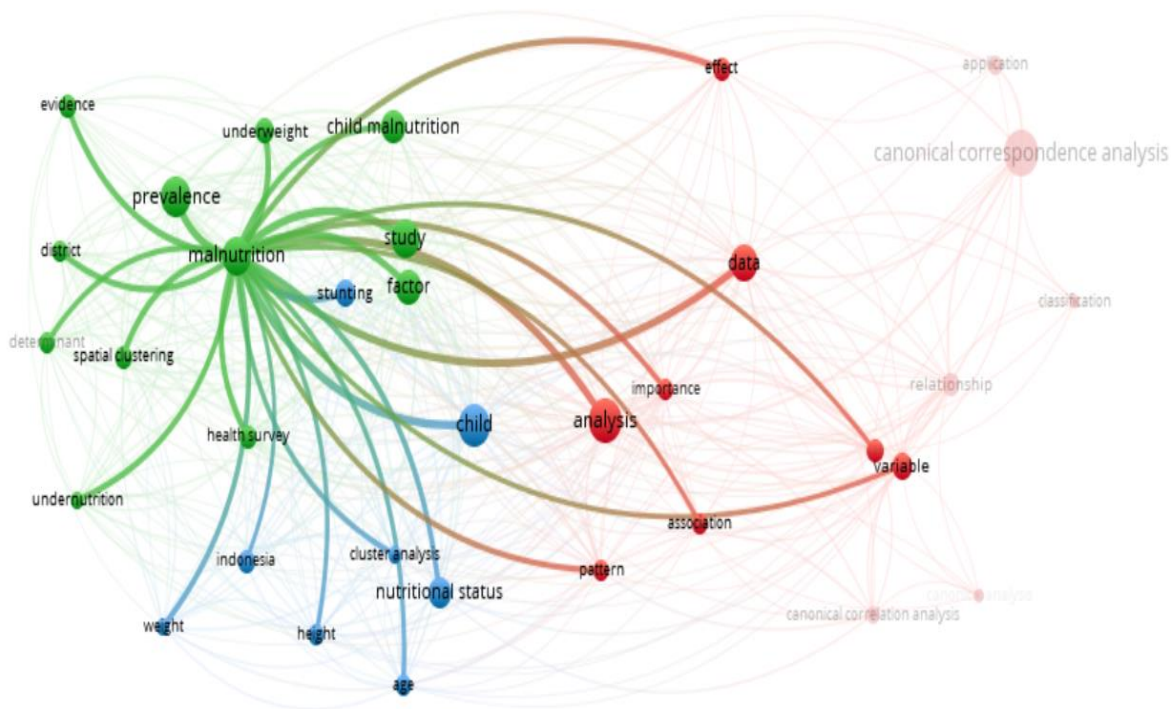 effect
application
evidence
underweight
child malnutrition
canonical correspondence analysis
prevalence
district
malnutrition
study
data
stunting
factor
classification
determinant
spatial clustering
importance
relationship
child
analysis
health survey
variable
undernutrition
association
indonesia
cluster analysis
pattern
nutritional status
canonical analysis
canonical correlation analysis
weight
height
age